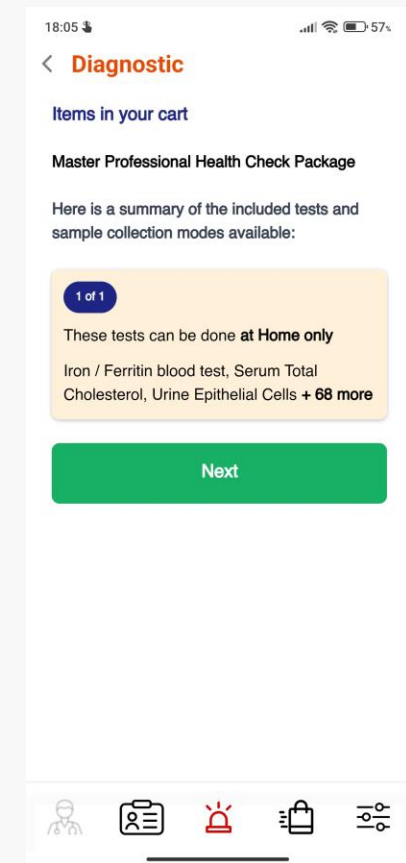 18:05 57%
Diagnostic
Items in your cart
Master Professional Health Check Package
Here is a summary of the included tests and
sample collection modes available:
1 of 1
These tests can be done at Home only
Iron / Ferritin blood test, Serum Total
Cholesterol, Urine Epithelial Cells + 68 more
Next